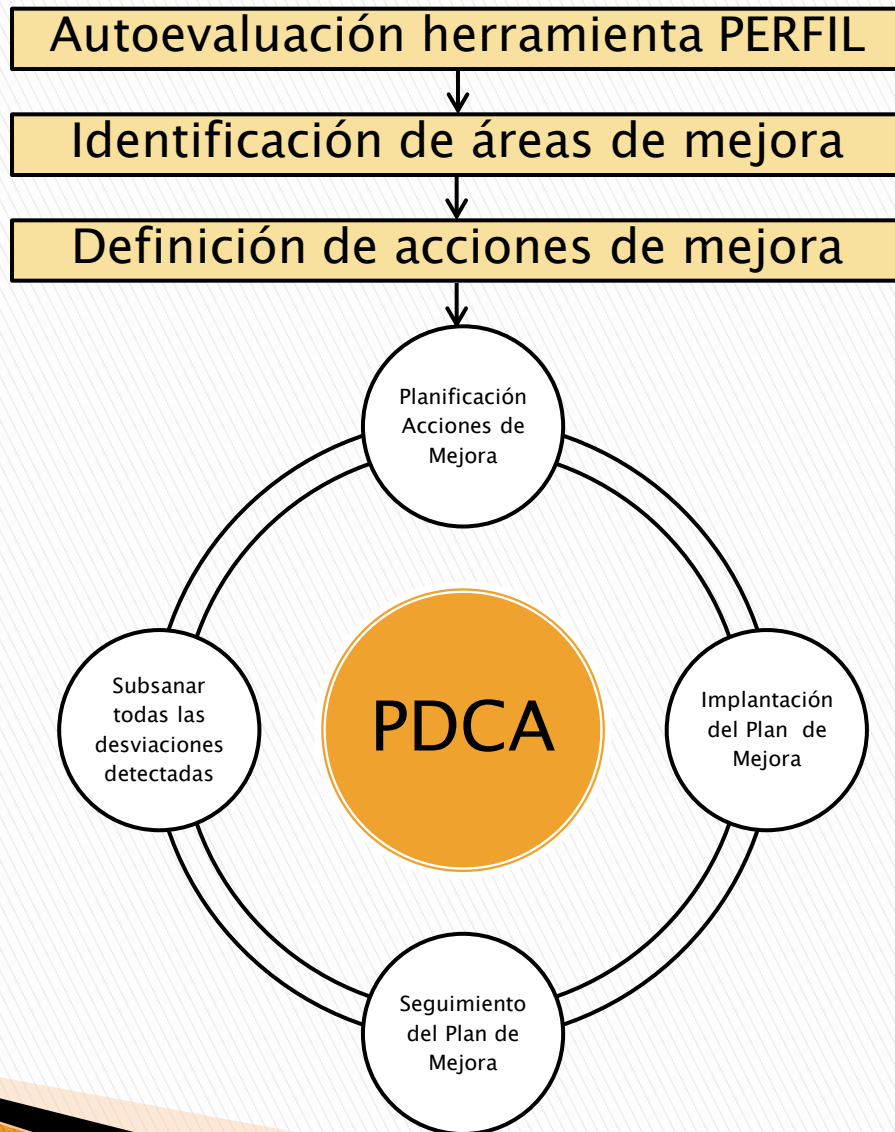 Autoevaluación herramienta PERFIL
Identificación de áreas de mejora
Definición de acciones de mejora
Planificación
Acciones de
Mejora
Subsanar
todas las
desviaciones
detectadas
PDCA
Implantación
del Plan de
Mejora
Seguimiento
del Plan de
Mejora